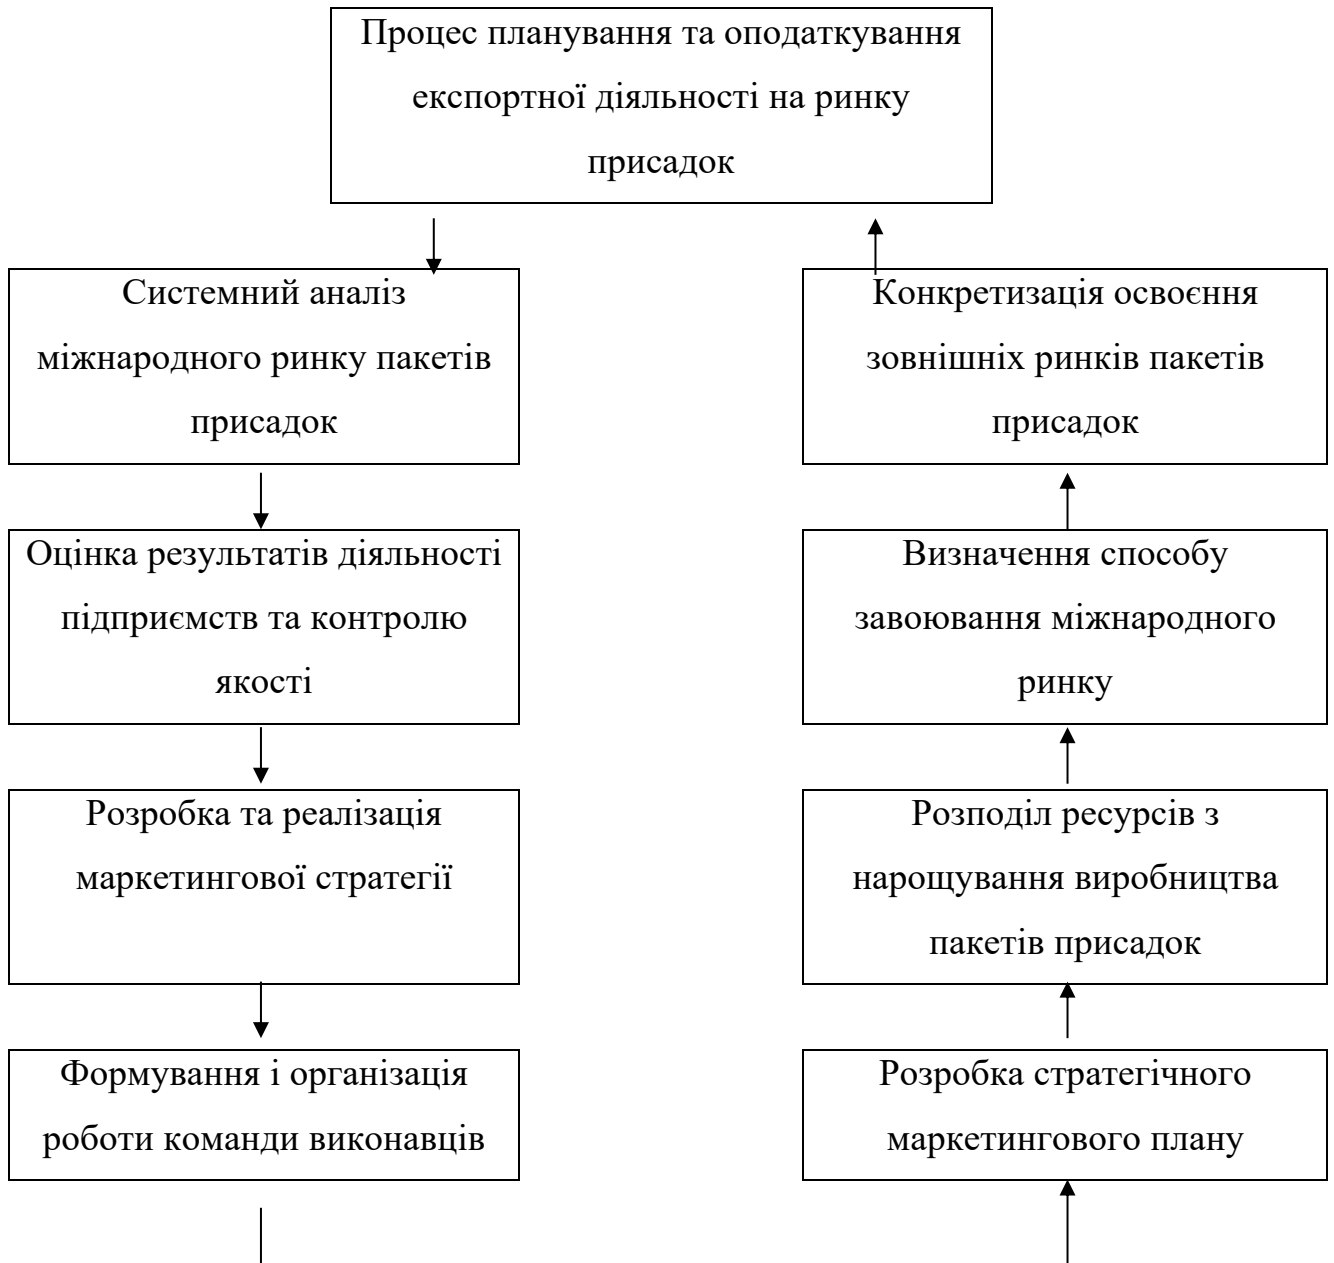 Процес планування та оподаткування
експортної діяльності на ринку
присадок
Системний аналіз
міжнародного ринку пакетів
присадок
Оцінка результатів діяльності
підприємств та контролю
якості
Розробка та реалізація
маркетингової стратегії
Формування і організація
роботи команди виконавців
Конкретизація освоєння
зовнішніх ринків пакетів
присадок
Визначення способу
завоювання міжнародного
ринку
Розподіл ресурсів з
нарощування виробництва
пакетів присадок
Розробка стратегічного
маркетингового плану